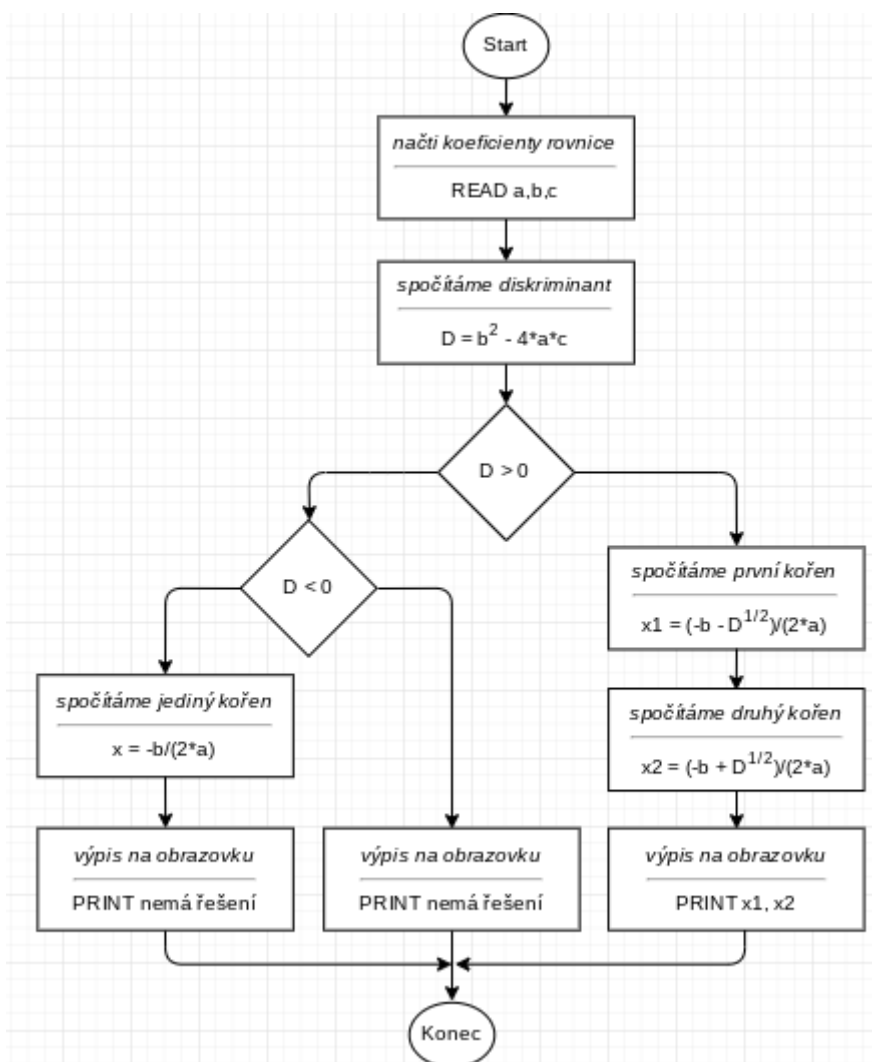 Start
načti koeficienty rovnice
READ a,b,c
spočítáme diskriminant
D = b² - 4*a*c
D > 0
D < 0
spočítáme první kořen
x1 = (-b - D^1/2)/(2*a)
spočítáme jediný kořen
x = -b/(2*a)
spočítáme druhý kořen
x2 = (-b + D^1/2)/(2*a)
výpis na obrazovku
PRINT nemá řešení
výpis na obrazovku
PRINT nemá řešení
výpis na obrazovku
PRINT x1, x2
Konec